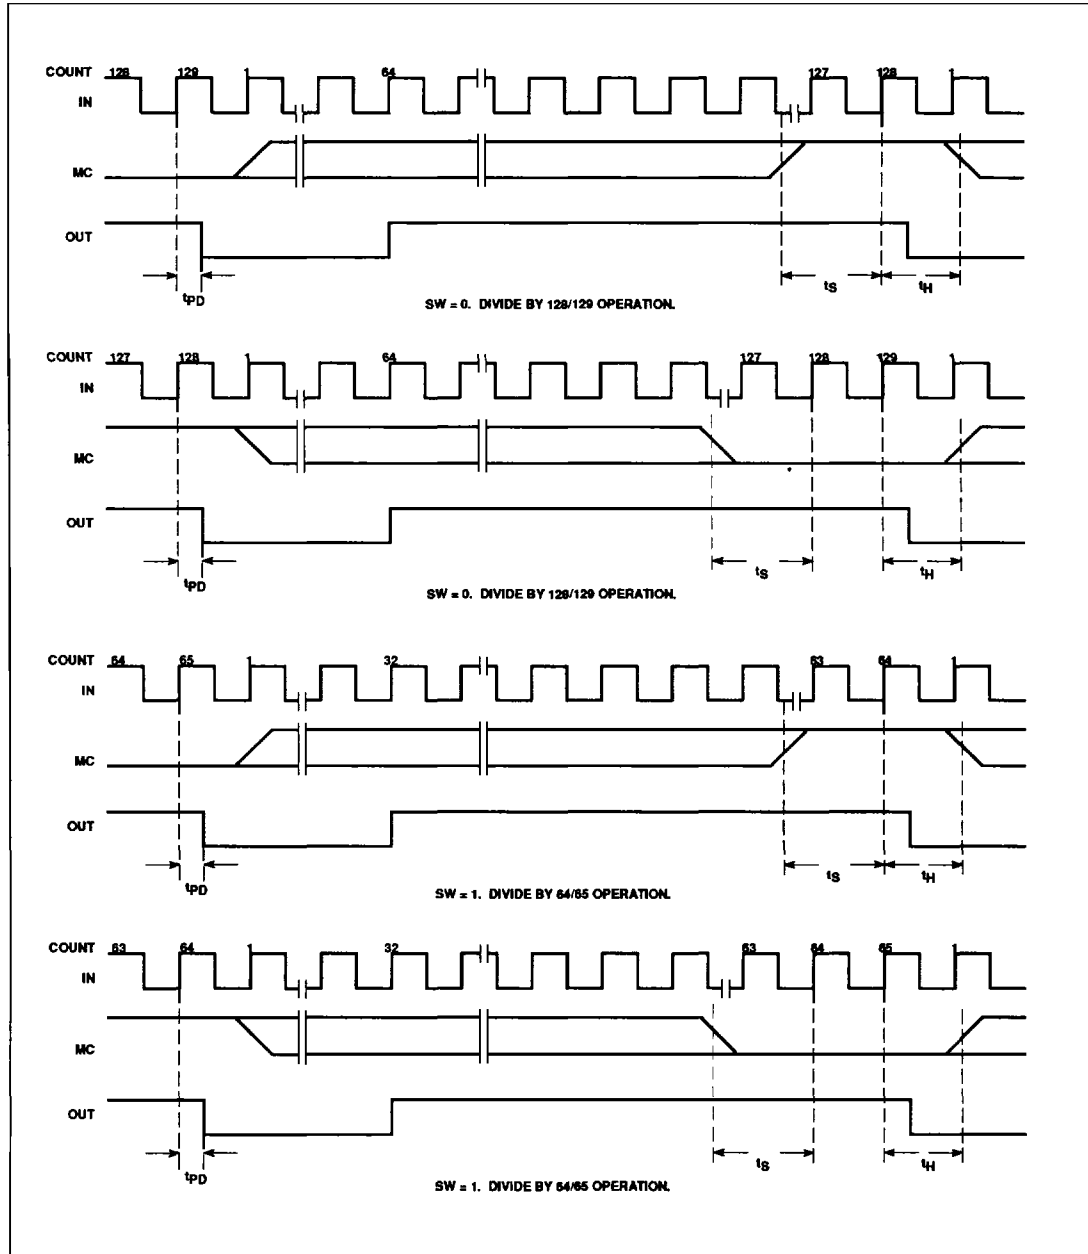 COUNT 128 129 1 64 127 128 1
IN
MC
OUT
tPD tS tH
SW = 0. DIVIDE BY 128/129 OPERATION.
COUNT 127 128 1 64 127 128 129 1
IN
MC
OUT
tPD tS tH
SW = 0. DIVIDE BY 128/129 OPERATION.
COUNT 64 65 1 32 63 64 1
IN
MC
OUT
tPD tS tH
SW = 1. DIVIDE BY 64/65 OPERATION.
COUNT 63 64 1 32 63 64 65 1
IN
MC
OUT
tPD tS tH
SW = 1. DIVIDE BY 64/65 OPERATION.